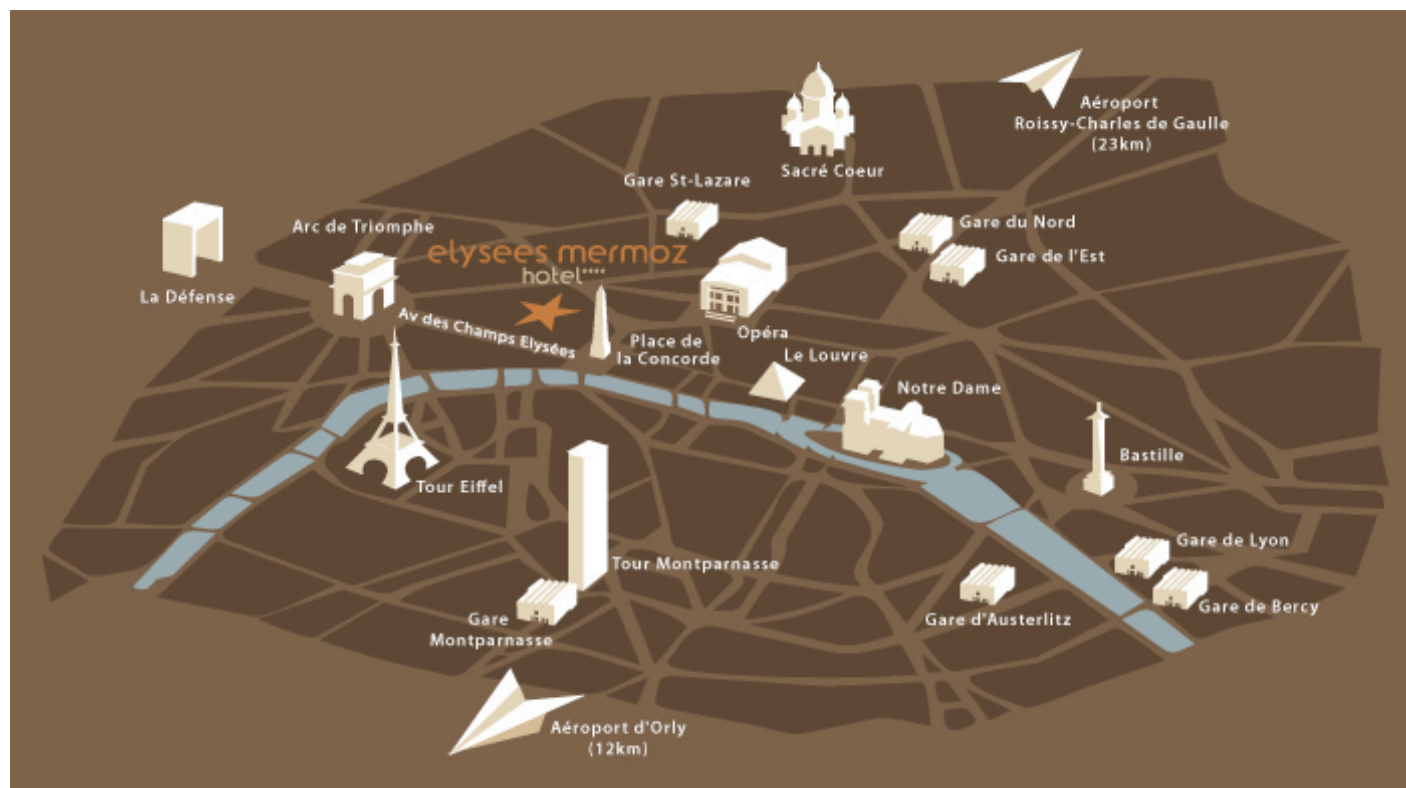 Aéroport
Roissy-Charles de Gaulle
(23km)
Sacré Coeur
Gare St-Lazare
Gare du Nord
Gare de l'Est
Arc de Triomphe
elysees mermoz
hotel****
La Défense
Av des Champs Elysées
Place de
la Concorde
Opéra
Le Louvre
Notre Dame
Bastille
Tour Eiffel
Tour Montparnasse
Gare de Lyon
Gare de Bercy
Gare d'Austerlitz
Gare
Montparnasse
Aéroport d'Orly
(12km)